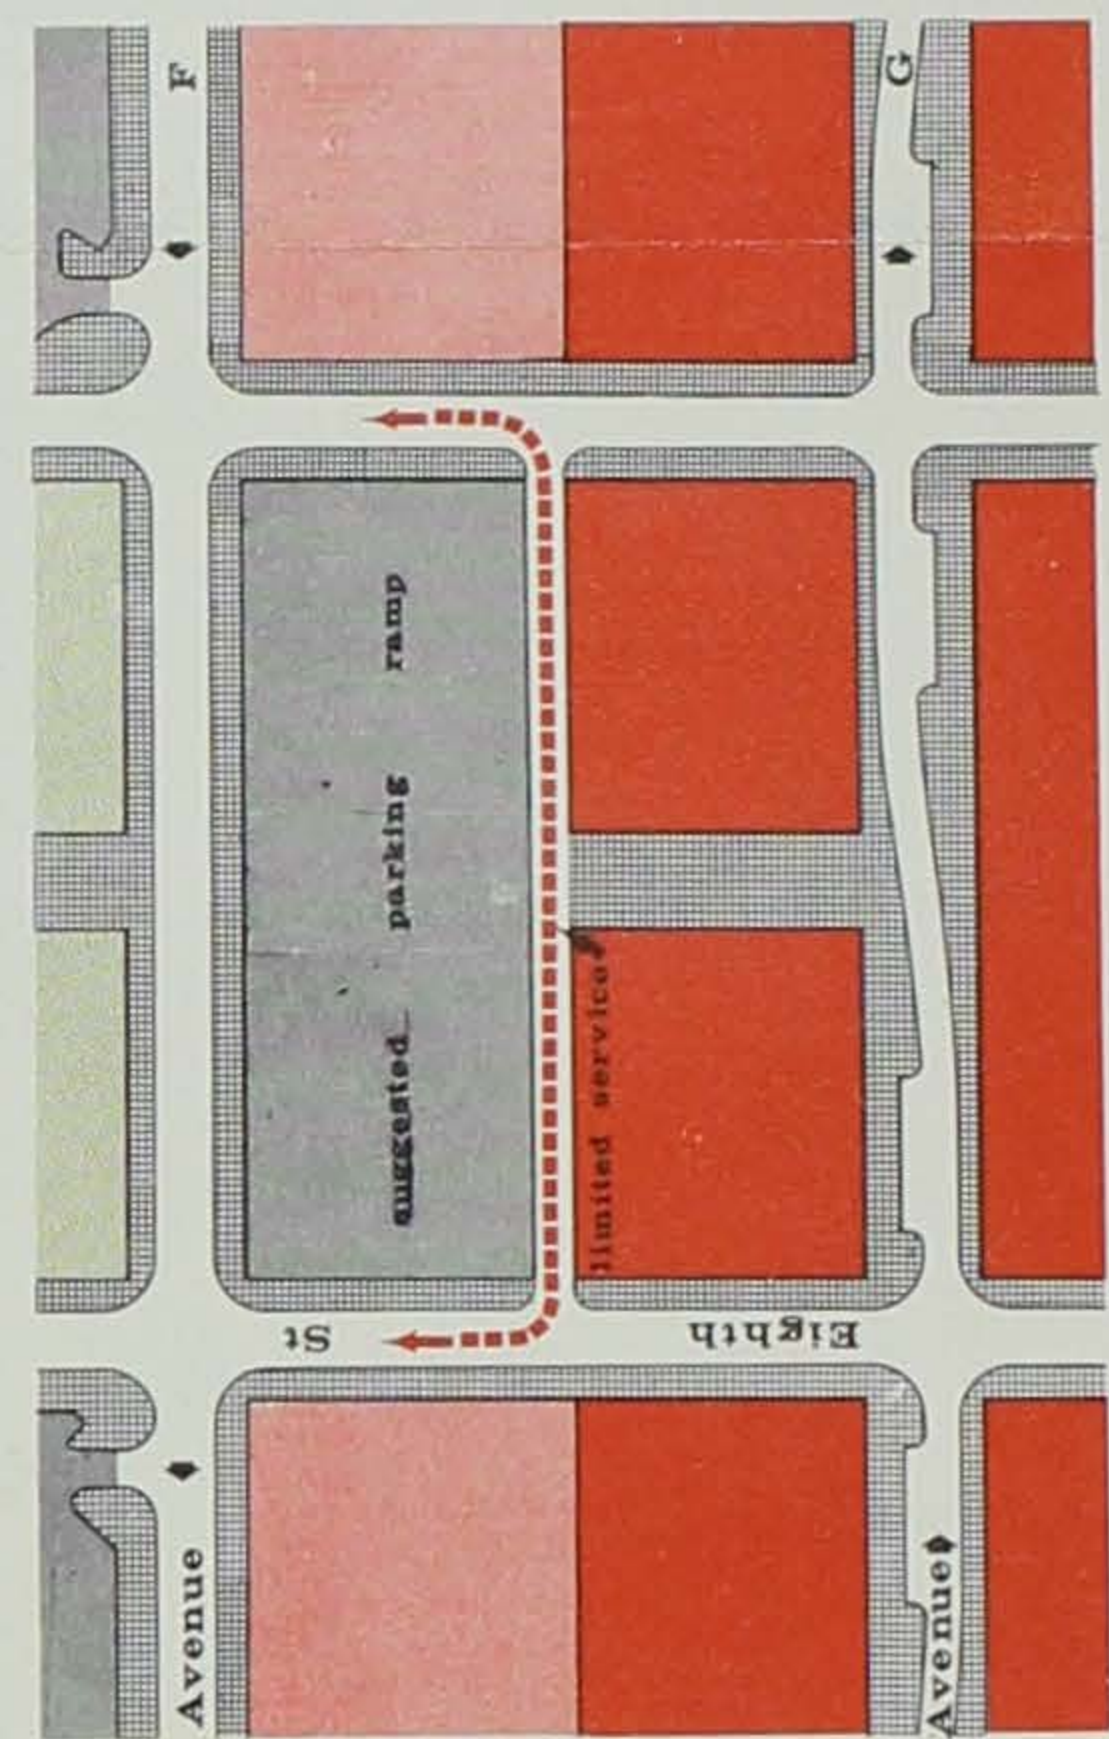 Avenue F
suggested parking ramp
limited service
Eighth St
Avenue G